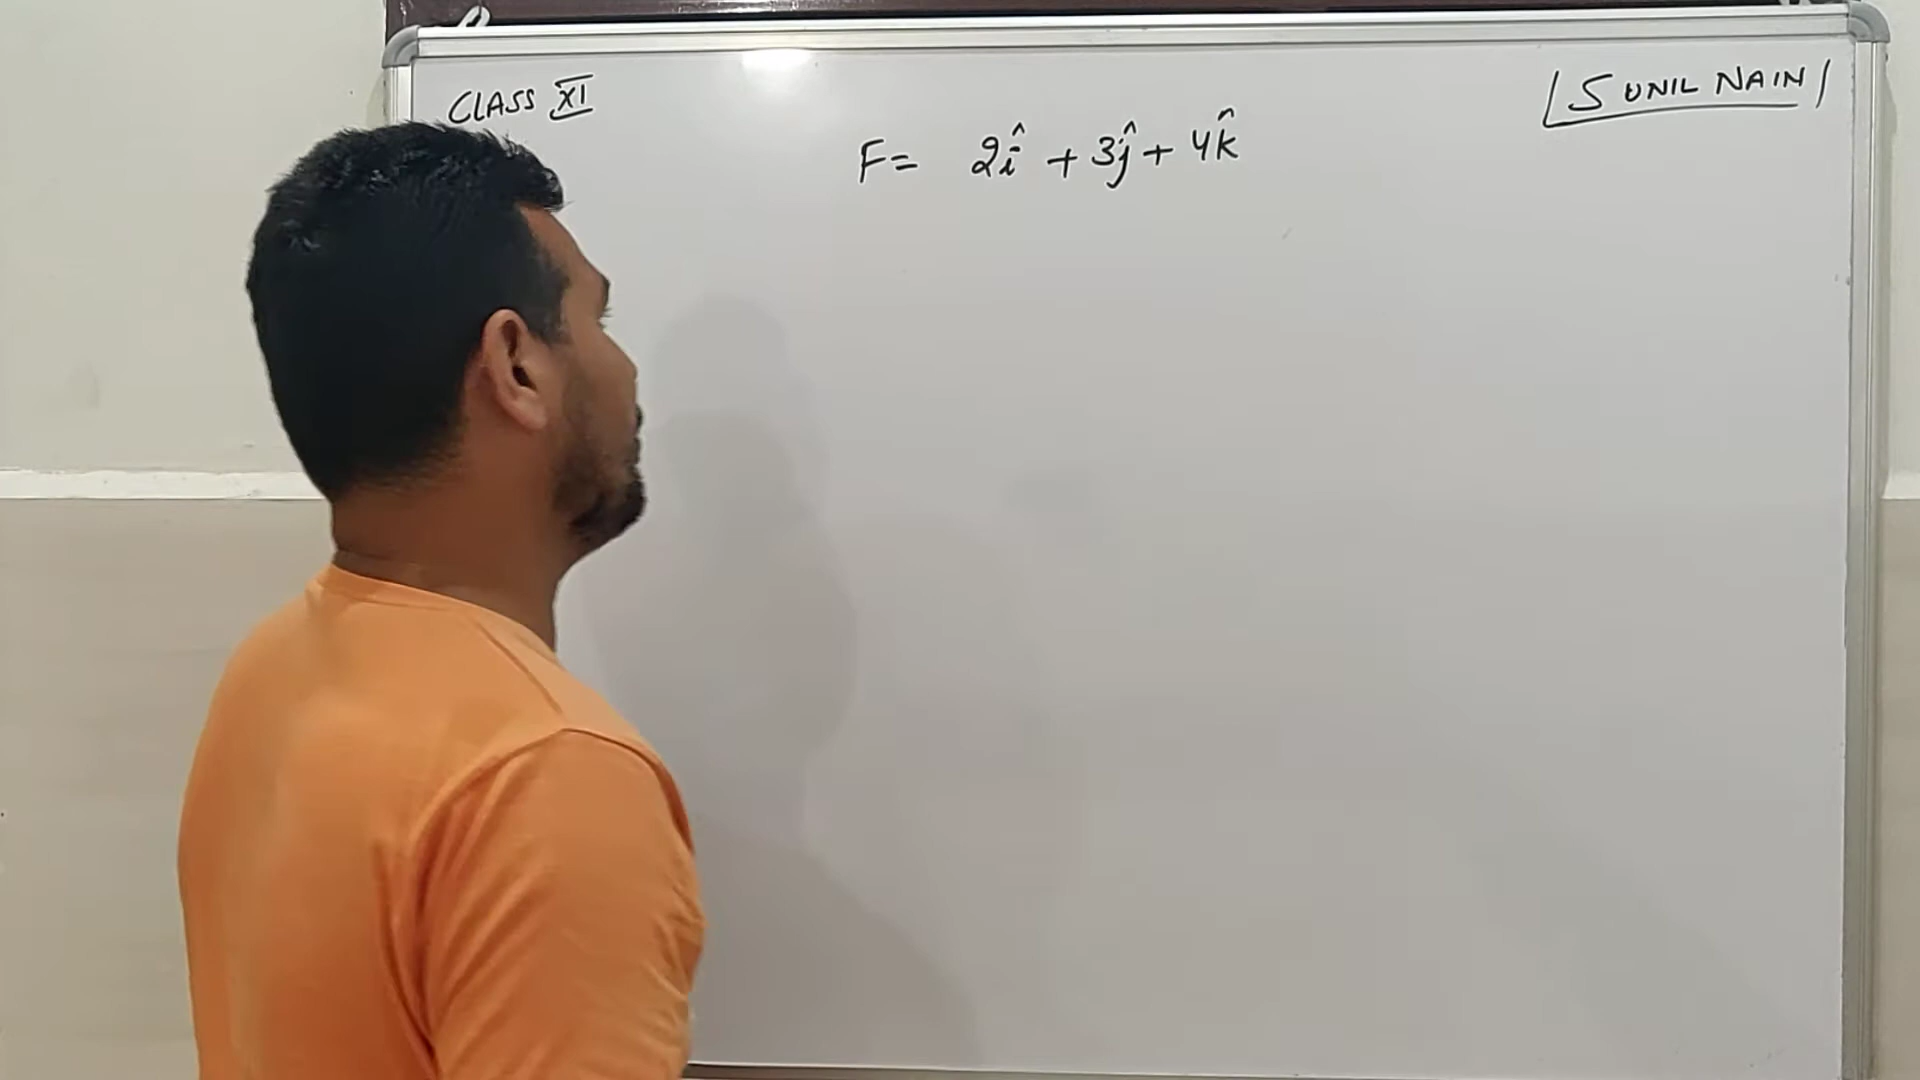 CLASS XI
SUNIL NAIN
F= 2î + 3ĵ + 4k̂